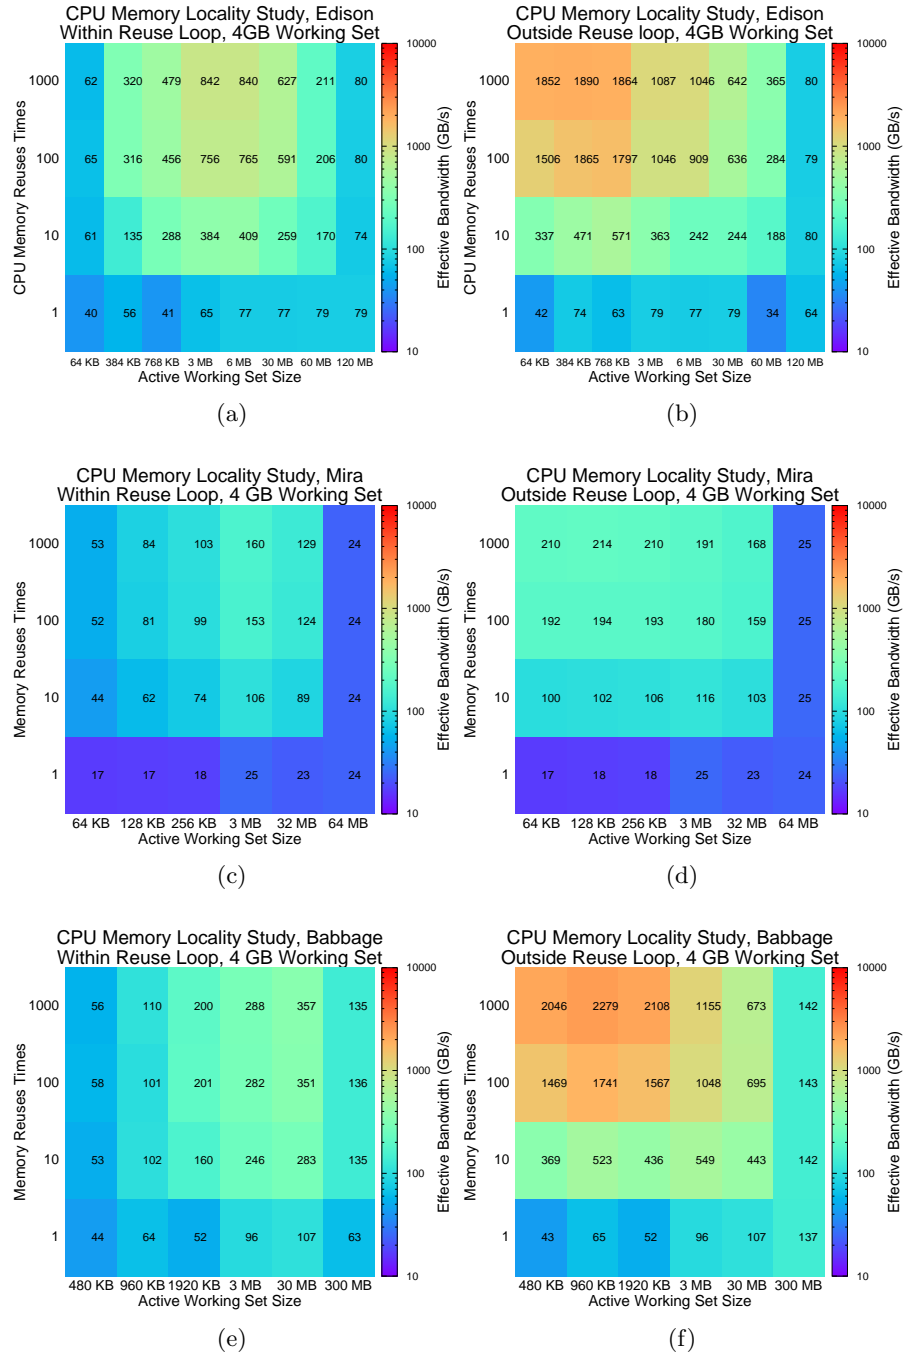 CPU Memory Locality Study, Edison
Within Reuse Loop, 4GB Working Set
CPU Memory Reuses Times
1000 62 320 479 842 840 627 211 80
100 65 316 456 756 765 591 206 80
10 61 135 288 384 409 259 170 74
1 40 56 41 65 77 77 79 79
64 KB 384 KB 768 KB 3 MB 6 MB 30 MB 60 MB 120 MB
Active Working Set Size
10000
1000
100
10
Effective Bandwidth (GB/s)
(a)
CPU Memory Locality Study, Edison
Outside Reuse loop, 4GB Working Set
CPU Memory Reuses Times
1000 1852 1890 1864 1087 1046 642 365 80
100 1506 1865 1797 1046 909 636 284 79
10 337 471 571 363 242 244 188 80
1 42 74 63 79 77 79 34 64
64 KB 384 KB 768 KB 3 MB 6 MB 30 MB 60 MB 120 MB
Active Working Set Size
10000
1000
100
10
Effective Bandwidth (GB/s)
(b)
CPU Memory Locality Study, Mira
Within Reuse Loop, 4 GB Working Set
Memory Reuses Times
1000 53 84 103 160 129 24
100 52 81 99 153 124 24
10 44 62 74 106 89 24
1 17 17 18 25 23 24
64 KB 128 KB 256 KB 3 MB 32 MB 64 MB
Active Working Set Size
10000
1000
100
10
Effective Bandwidth (GB/s)
(c)
CPU Memory Locality Study, Mira
Outside Reuse Loop, 4 GB Working Set
Memory Reuses Times
1000 210 214 210 191 168 25
100 192 194 193 180 159 25
10 100 102 106 116 103 25
1 17 18 18 25 23 24
64 KB 128 KB 256 KB 3 MB 32 MB 64 MB
Active Working Set Size
10000
1000
100
10
Effective Bandwidth (GB/s)
(d)
CPU Memory Locality Study, Babbage
Within Reuse Loop, 4 GB Working Set
Memory Reuses Times
1000 56 110 200 288 357 135
100 58 101 201 282 351 136
10 53 102 160 246 283 135
1 44 64 52 96 107 63
480 KB 960 KB 1920 KB 3 MB 30 MB 300 MB
Active Working Set Size
10000
1000
100
10
Effective Bandwidth (GB/s)
(e)
CPU Memory Locality Study, Babbage
Outside Reuse Loop, 4 GB Working Set
Memory Reuses Times
1000 2046 2279 2108 1155 673 142
100 1469 1741 1567 1048 695 143
10 369 523 436 549 443 142
1 43 65 52 96 107 137
480 KB 960 KB 1920 KB 3 MB 30 MB 300 MB
Active Working Set Size
10000
1000
100
10
Effective Bandwidth (GB/s)
(f)